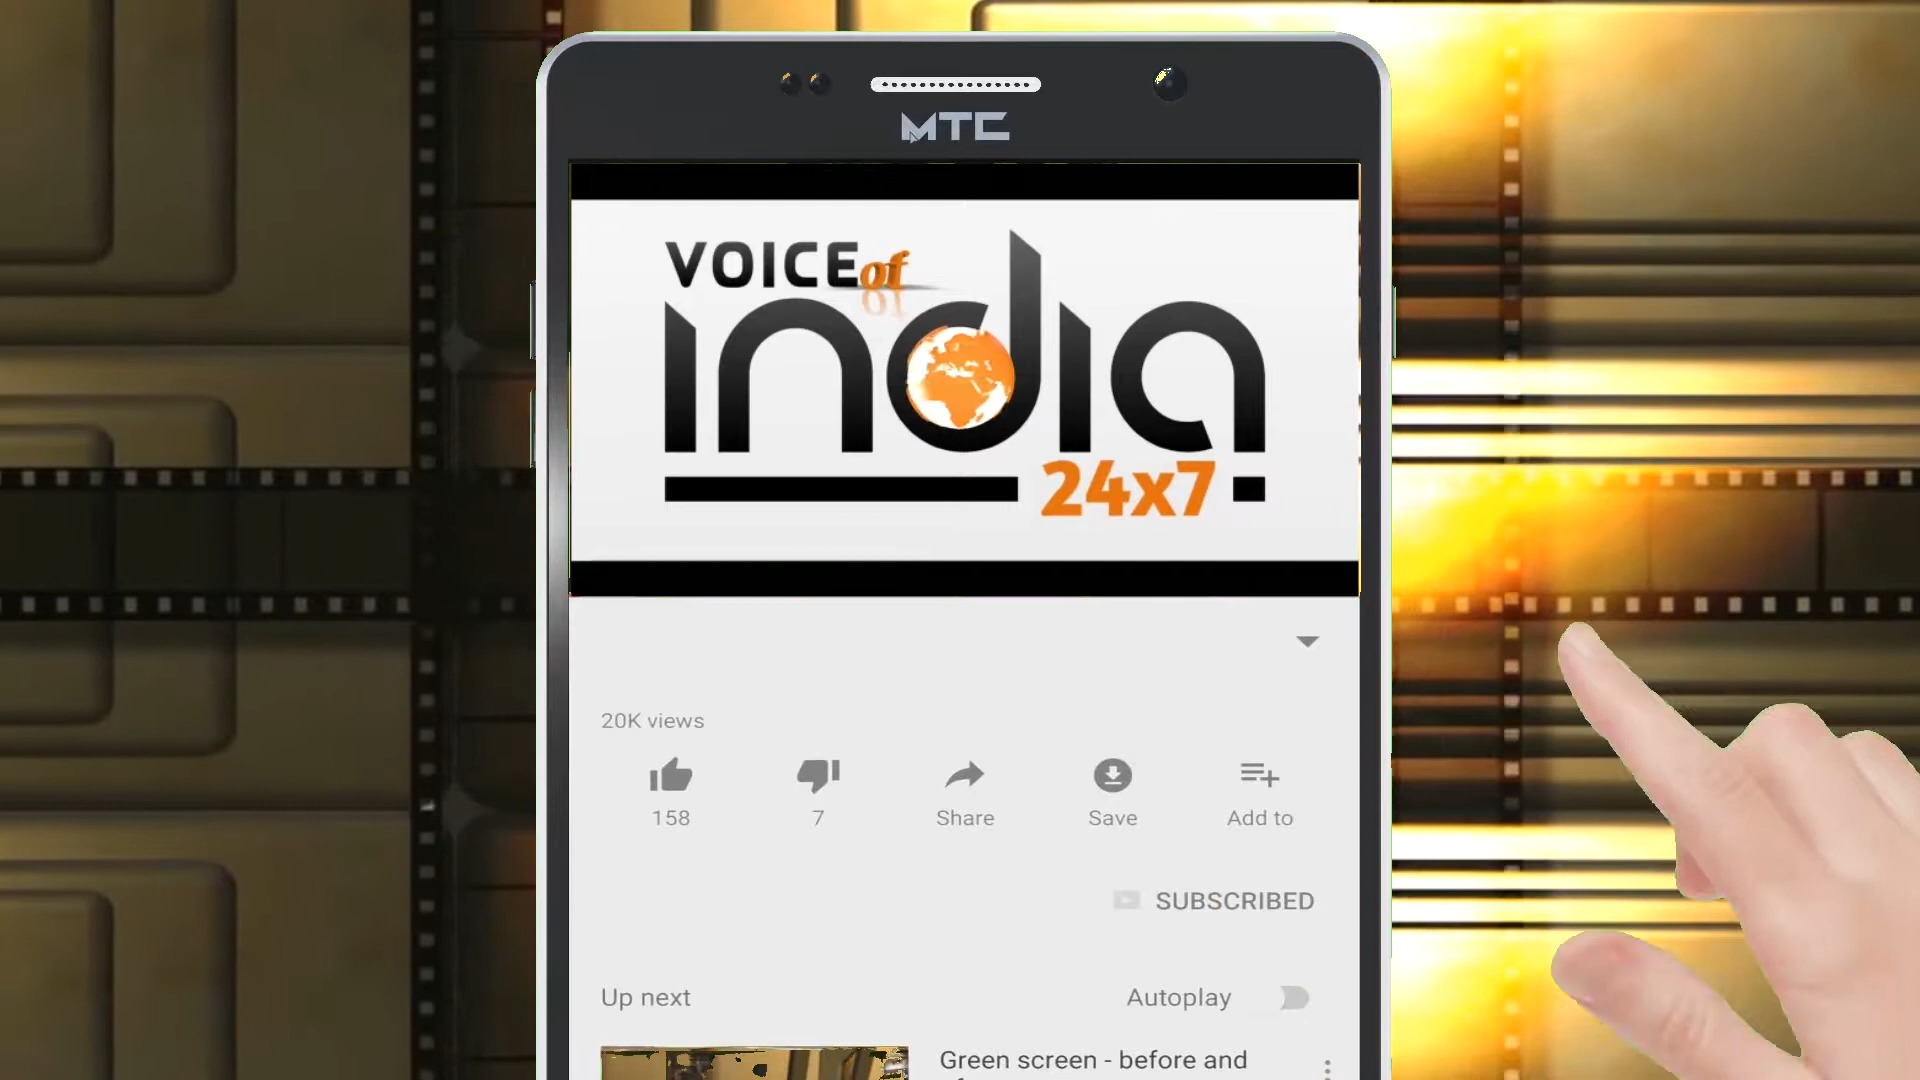 MTC
VOICE of
india
24x7
20K views
158
7
Share
Save
Add to
SUBSCRIBED
Up next
Autoplay
Green screen - before and